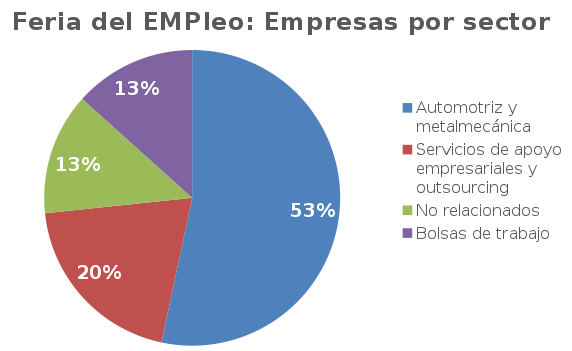 Feria del EMPleo: Empresas por sector
13%
13%
53%
20%
Automotriz y
metalmecánica
Servicios de apoyo
empresariales y
outsourcing
No relacionados
Bolsas de trabajo